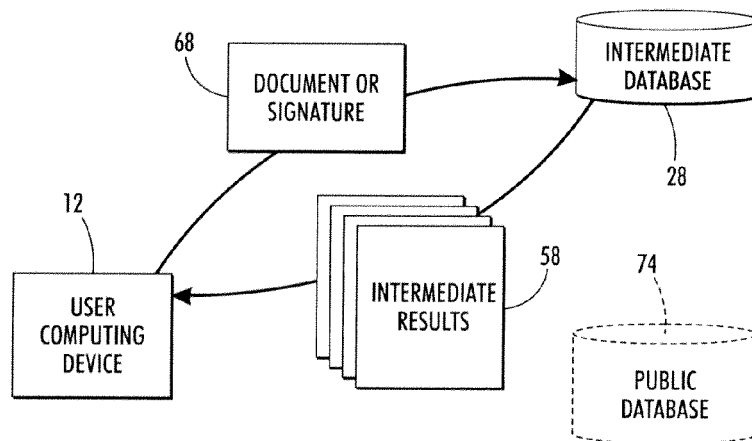 68
DOCUMENT OR
SIGNATURE
INTERMEDIATE
DATABASE
28
12
USER
COMPUTING
DEVICE
INTERMEDIATE
RESULTS
58
74
PUBLIC
DATABASE